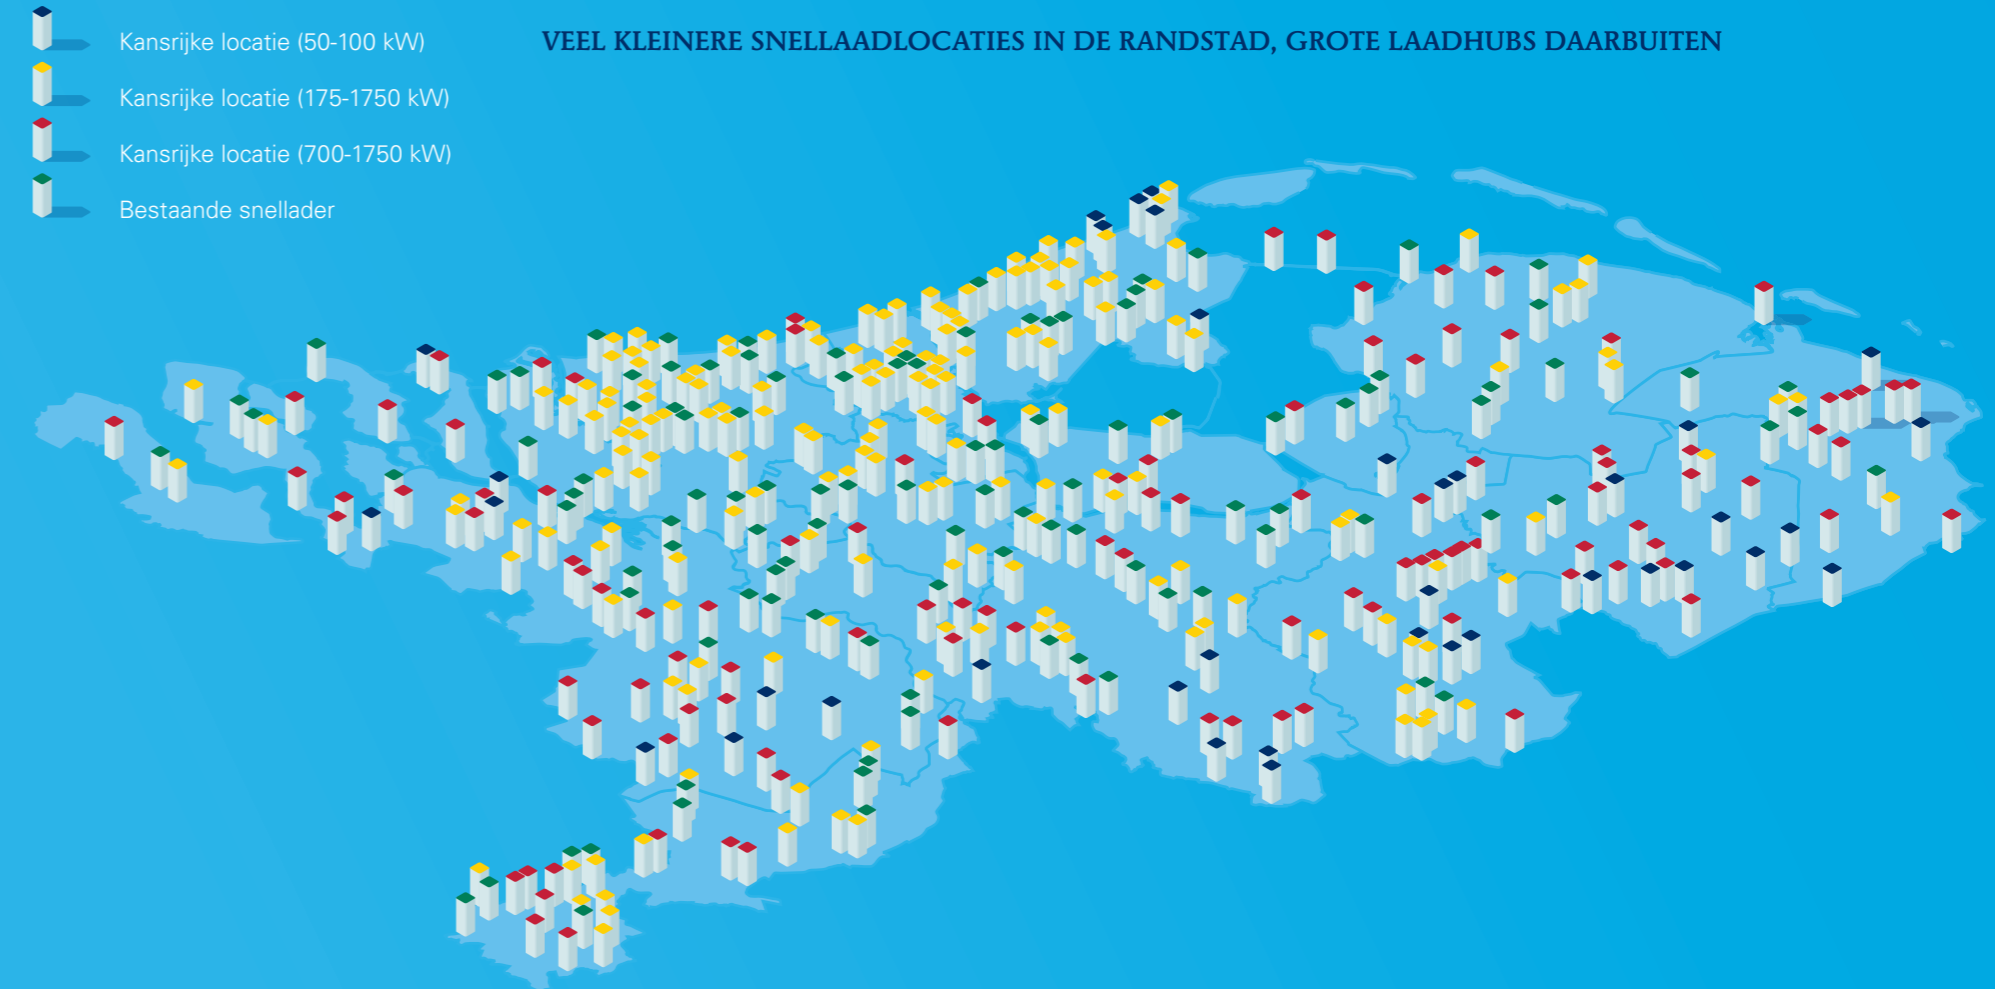 VEEL KLEINERE SNELLAADLOCATIES IN DE RANDSTAD, GROTE LAADHUBS DAARBUITEN
Kansrijke locatie (50-100 kW)
Kansrijke locatie (175-1750 kW)
Kansrijke locatie (700-1750 kW)
Bestaande snellader